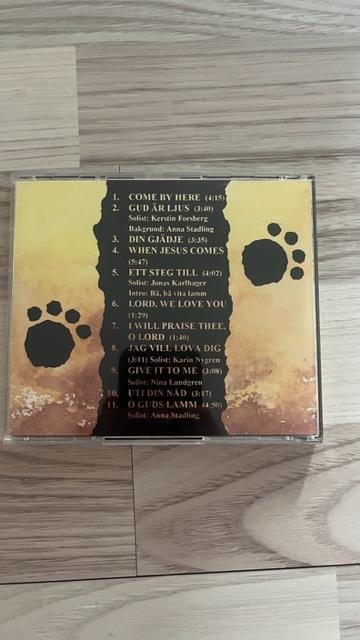 1. COME BY HERE (4:15)
2. GUD ÄR LJUS (3:40)
Solist: Kerstin Forsberg
Bakgrund: Anna Stadling
3. DIN GJÄDJE (3:35)
4. WHEN JESUS COMES
(5:47)
5. ETT STEG TILL (4:02)
Solist: Jonas Karlhager
Intro: Bä, bä vita lamm
6. LORD, WE LOVE YOU
(1:29)
7. I WILL PRAISE THEE,
O LORD (1:40)
8. JAG VILL LOVA DIG
(3:11) Solist: Karin Nygren
9. GIVE IT TO ME (3:08)
Solist: Nina Lundgren
10. UTI DIN NÅD (3:17)
11. O GUDS LAMM (4:50)
Solist: Anna Stadling